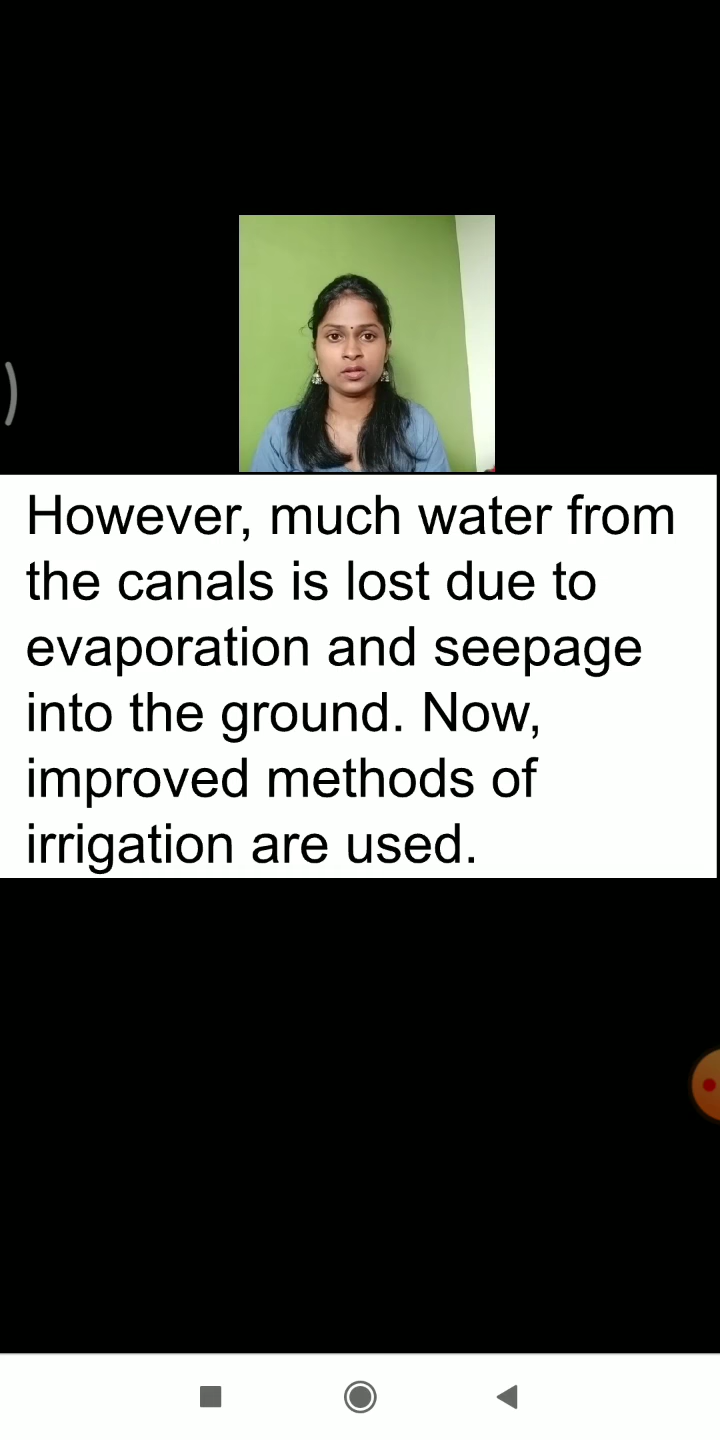 However, much water from
the canals is lost due to
evaporation and seepage
into the ground. Now,
improved methods of
irrigation are used.